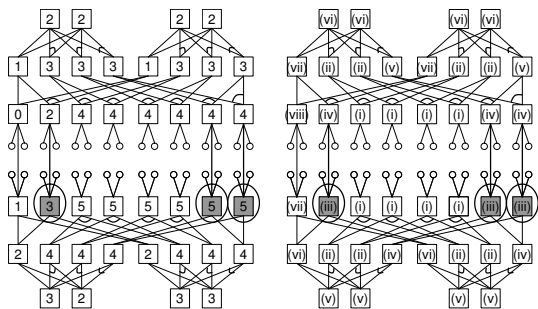 2 2 2 2 (vi) (vi) (vi) (vi)
1 3 3 3 1 3 3 3 (vii) (ii) (ii) (v) (vii) (ii) (ii) (v)
0 2 4 4 4 4 4 4 (viii) (iv) (i) (i) (i) (i) (iv) (iv)
1 3 5 5 5 5 5 5 (vii) (iii) (i) (i) (i) (i) (iii) (iii)
2 4 4 4 2 4 4 4 (vi) (ii) (ii) (iv) (vi) (ii) (ii) (iv)
3 2 3 3 (v) (v) (v) (v)